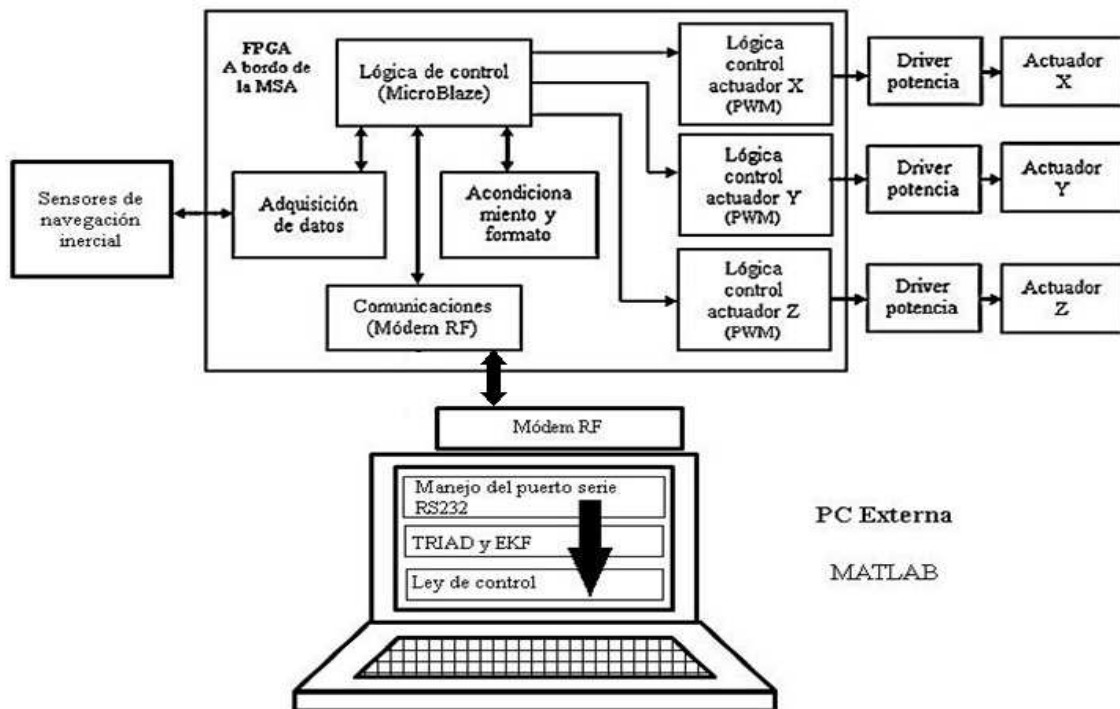 FPGA
A bordo de
la MSA
Lógica de control
(MicroBlaze)
Lógica
control
actuador X
(PWM)
Driver
potencia
Actuador
X
Sensores de
navegación
inercial
Adquisición
de datos
Acondiciona
miento y
formato
Lógica
control
actuador Y
(PWM)
Driver
potencia
Actuador
Y
Comunicaciones
(Módem RF)
Lógica
control
actuador Z
(PWM)
Driver
potencia
Actuador
Z
Módem RF
Manejo del puerto serie
RS232
TRIAD y EKF
Ley de control
PC Externa
MATLAB